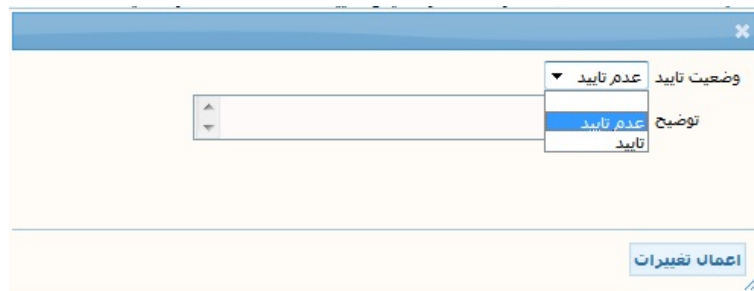 وضعیت تایید عدم تایید
عدم تایید
توضیح
تایید
اعمال تغییرات